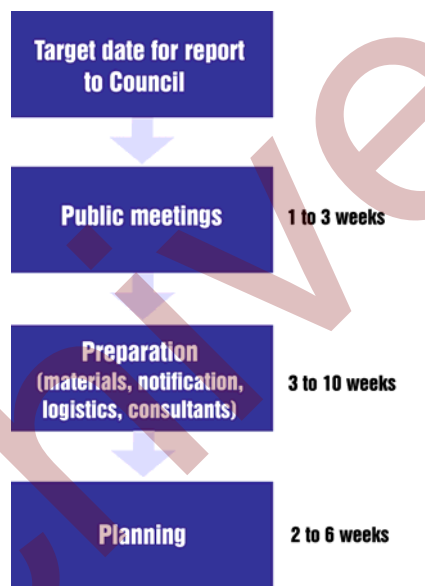 Target date for report
to Council
Public meetings
1 to 3 weeks
Preparation
(materials, notification,
logistics, consultants)
3 to 10 weeks
Planning
2 to 6 weeks